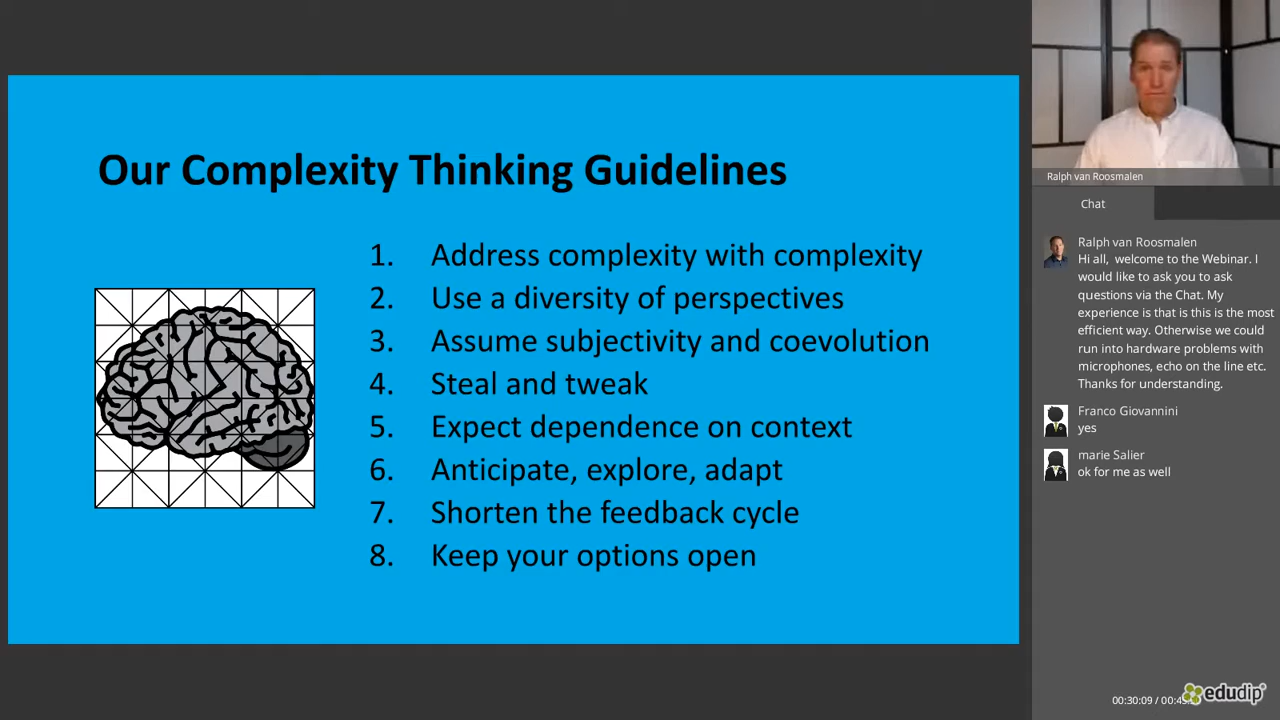 Our Complexity Thinking Guidelines
1. Address complexity with complexity
2. Use a diversity of perspectives
3. Assume subjectivity and coevolution
4. Steal and tweak
5. Expect dependence on context
6. Anticipate, explore, adapt
7. Shorten the feedback cycle
8. Keep your options open
Ralph van Roosmalen
Chat
Ralph van Roosmalen
Hi all, welcome to the Webinar. I
would like to ask you to ask
questions via the Chat. My
experience is that is this is the most
efficient way. Otherwise we could
run into hardware problems with
microphones, echo on the line etc.
Thanks for understanding.
Franco Giovannini
yes
marie Salier
ok for me as well
00:30:09 /
edudip